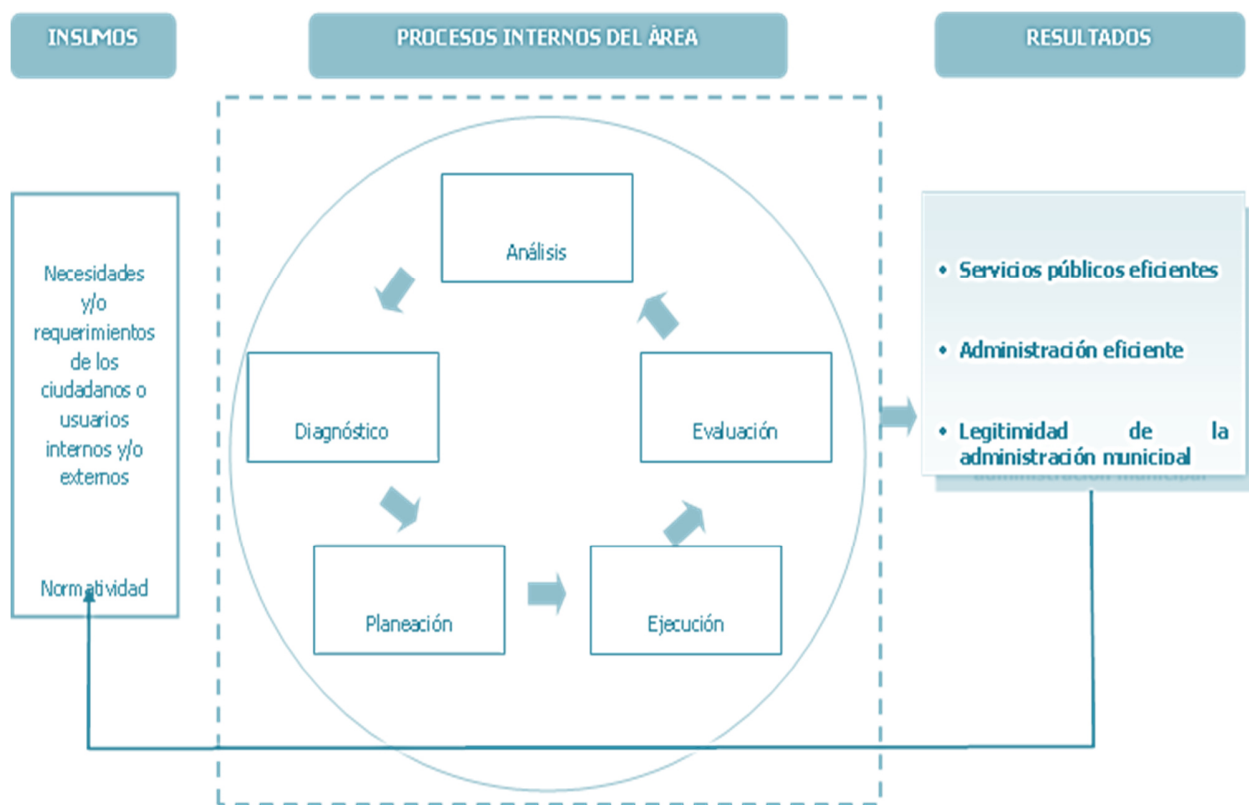 INSUMOS
PROCESOS INTERNOS DEL ÁREA
RESULTADOS
Necesidades
y/o
requerimientos
de los
ciudadanos o
usuarios
internos y/o
externos
Normatividad
Análisis
Diagnóstico
Evaluación
Planeación
Ejecución
• Servicios públicos eficientes
• Administración eficiente
• Legitimidad de la
administración municipal